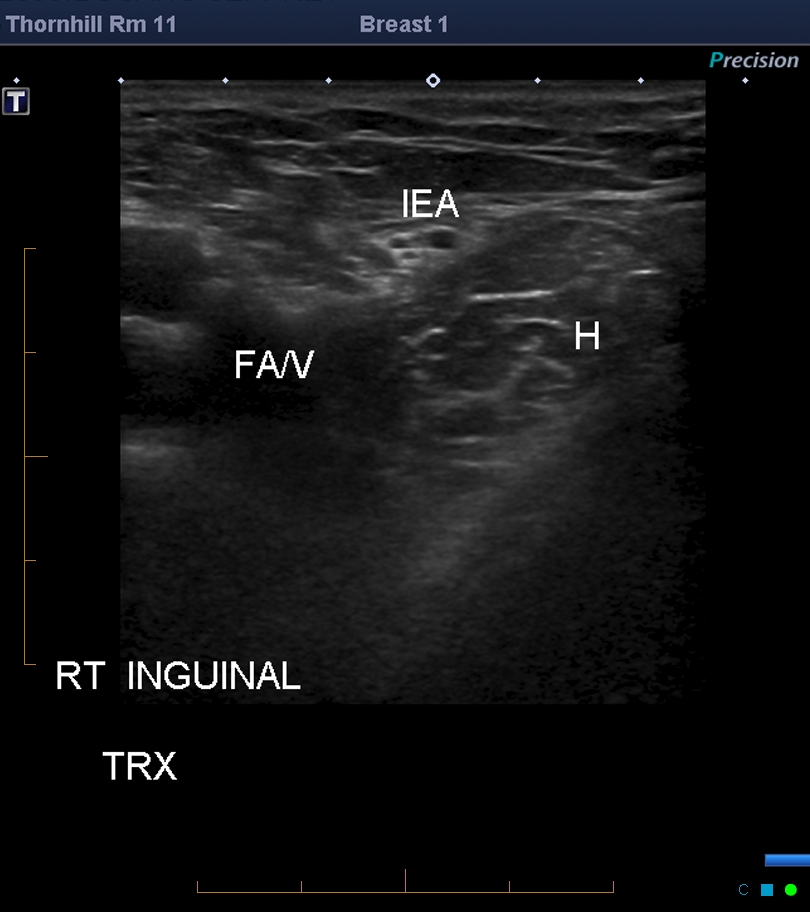 Thornhill Rm 11 Breast 1
Precision
T
IEA
H
FA/V
RT INGUINAL
TRX
C